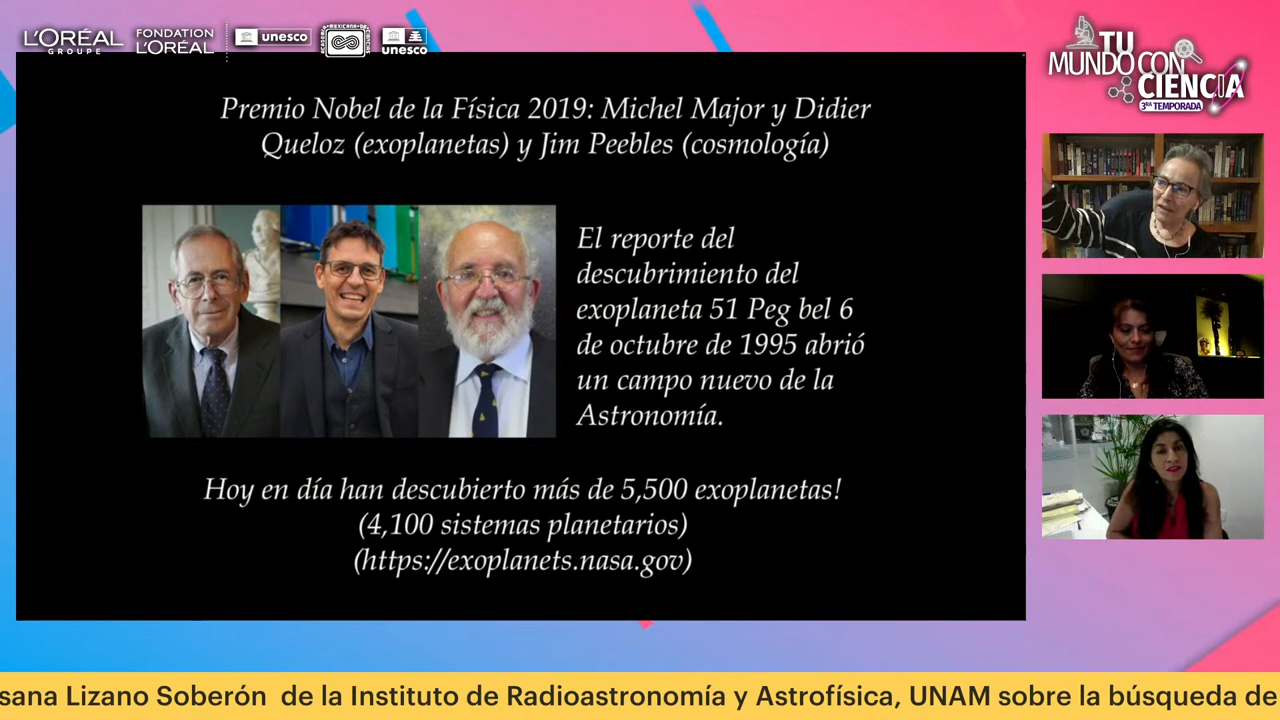 L'ORÉAL
GROUPE
FONDATION
L'ORÉAL
unesco
unesco
TU
MUNDO CON
CIENCIA
3RA TEMPORADA
Premio Nobel de la Física 2019: Michel Major y Didier
Queloz (exoplanetas) y Jim Peebles (cosmología)
El reporte del
descubrimiento del
exoplaneta 51 Peg bel 6
de octubre de 1995 abrió
un campo nuevo de la
Astronomía.
Hoy en día han descubierto más de 5,500 exoplanetas!
(4,100 sistemas planetarios)
(https://exoplanets.nasa.gov)
sana Lizano Soberón de la Instituto de Radioastronomía y Astrofísica, UNAM sobre la búsqueda de